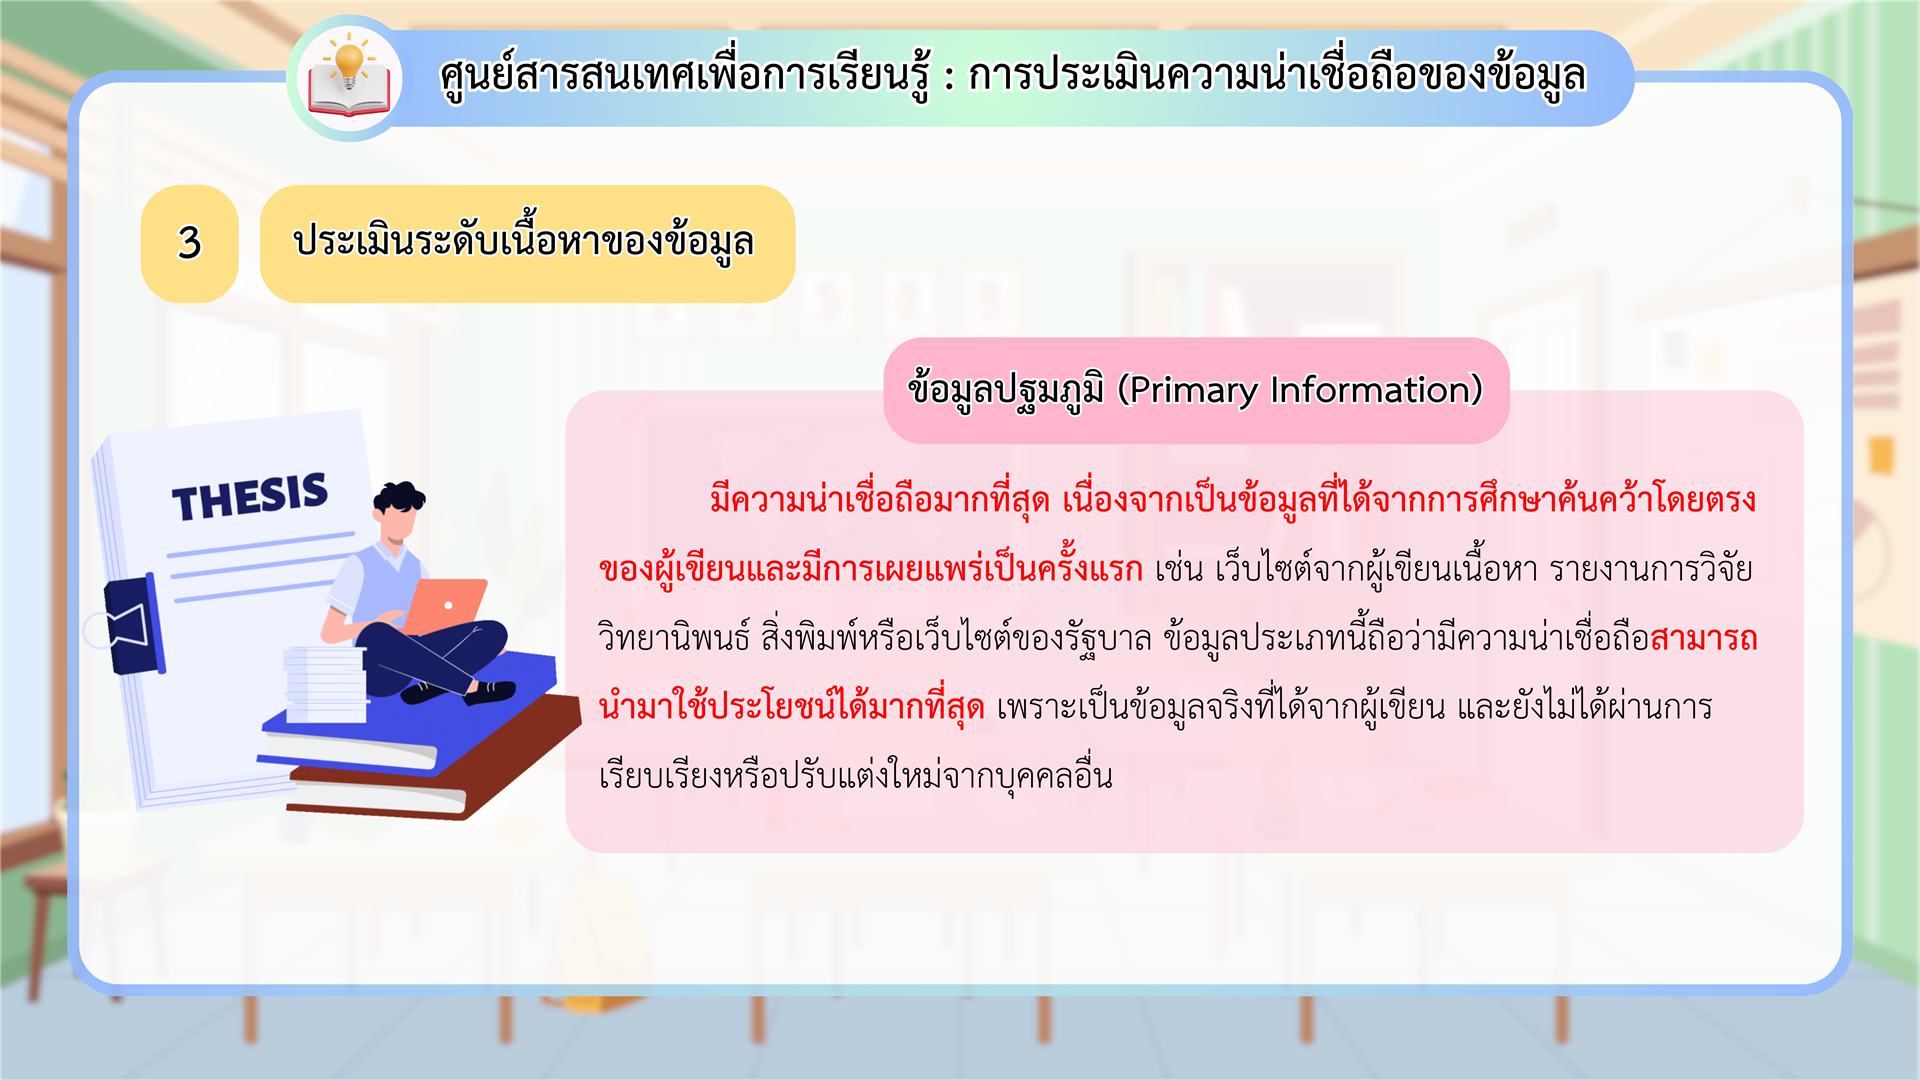 ศูนย์สารสนเทศเพื่อการเรียนรู้ : การประเมินความน่าเชื่อถือของข้อมูล
3
ประเมินระดับเนื้อหาของข้อมูล
ข้อมูลปฐมภูมิ (Primary Information)
THESIS
มีความน่าเชื่อถือมากที่สุด เนื่องจากเป็นข้อมูลที่ได้จากการศึกษาค้นคว้าโดยตรง
ของผู้เขียนและมีการเผยแพร่เป็นครั้งแรก เช่น เว็บไซต์จากผู้เขียนเนื้อหา รายงานการวิจัย
วิทยานิพนธ์ สิ่งพิมพ์หรือเว็บไซต์ของรัฐบาล ข้อมูลประเภทนี้ถือว่ามีความน่าเชื่อถือสามารถ
นำมาใช้ประโยชน์ได้มากที่สุด เพราะเป็นข้อมูลจริงที่ได้จากผู้เขียน และยังไม่ได้ผ่านการ
เรียบเรียงหรือปรับแต่งใหม่จากบุคคลอื่น